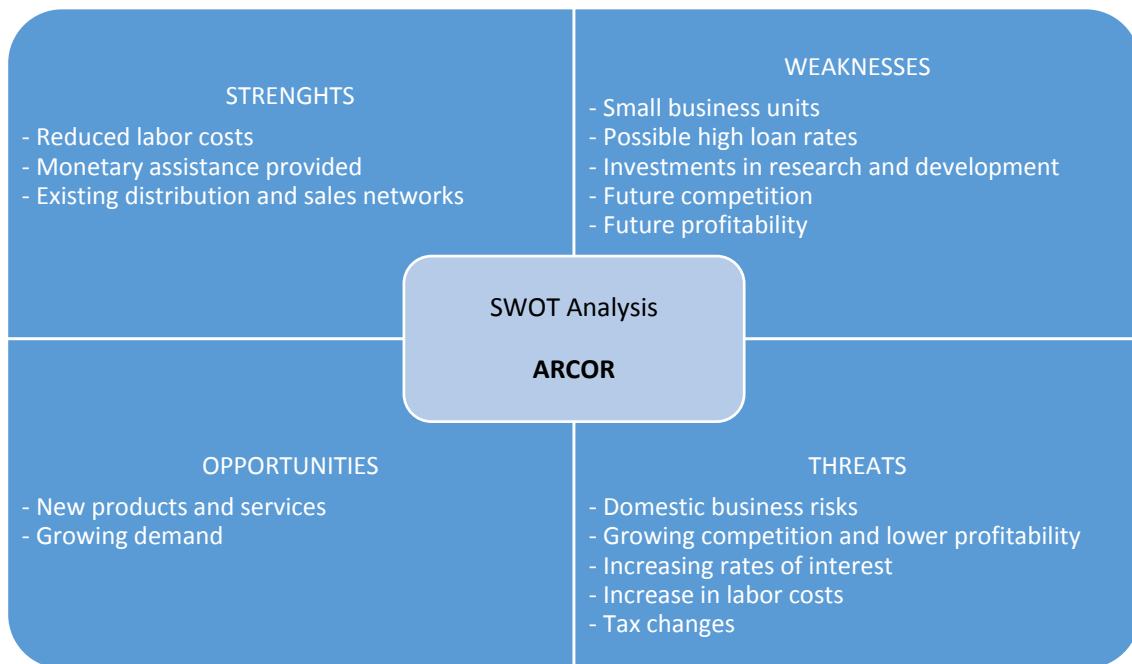 STRENGHTS
- Reduced labor costs
- Monetary assistance provided
- Existing distribution and sales networks
WEAKNESSES
- Small business units
- Possible high loan rates
- Investments in research and development
- Future competition
- Future profitability
SWOT Analysis
ARCOR
OPPORTUNITIES
- New products and services
- Growing demand
THREATS
- Domestic business risks
- Growing competition and lower profitability
- Increasing rates of interest
- Increase in labor costs
- Tax changes